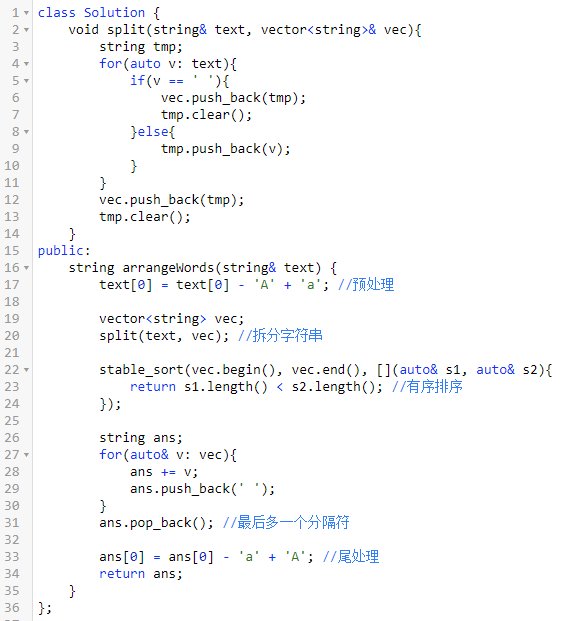 1 class Solution {
2     void split(string& text, vector<string>& vec){
3         string tmp;
4         for(auto v: text){
5             if(v == ' '){
6                 vec.push_back(tmp);
7                 tmp.clear();
8             }else{
9                 tmp.push_back(v);
10             }
11         }
12         vec.push_back(tmp);
13         tmp.clear();
14     }
15 public:
16     string arrangeWords(string& text) {
17         text[0] = text[0] - 'A' + 'a'; //预处理
18
19         vector<string> vec;
20         split(text, vec); //拆分字符串
21
22         stable_sort(vec.begin(), vec.end(), [](auto& s1, auto& s2){
23             return s1.length() < s2.length(); //有序排序
24         });
25
26         string ans;
27         for(auto& v: vec){
28             ans += v;
29             ans.push_back(' ');
30         }
31         ans.pop_back(); //最后多一个分隔符
32
33         ans[0] = ans[0] - 'a' + 'A'; //尾处理
34         return ans;
35     }
36 };